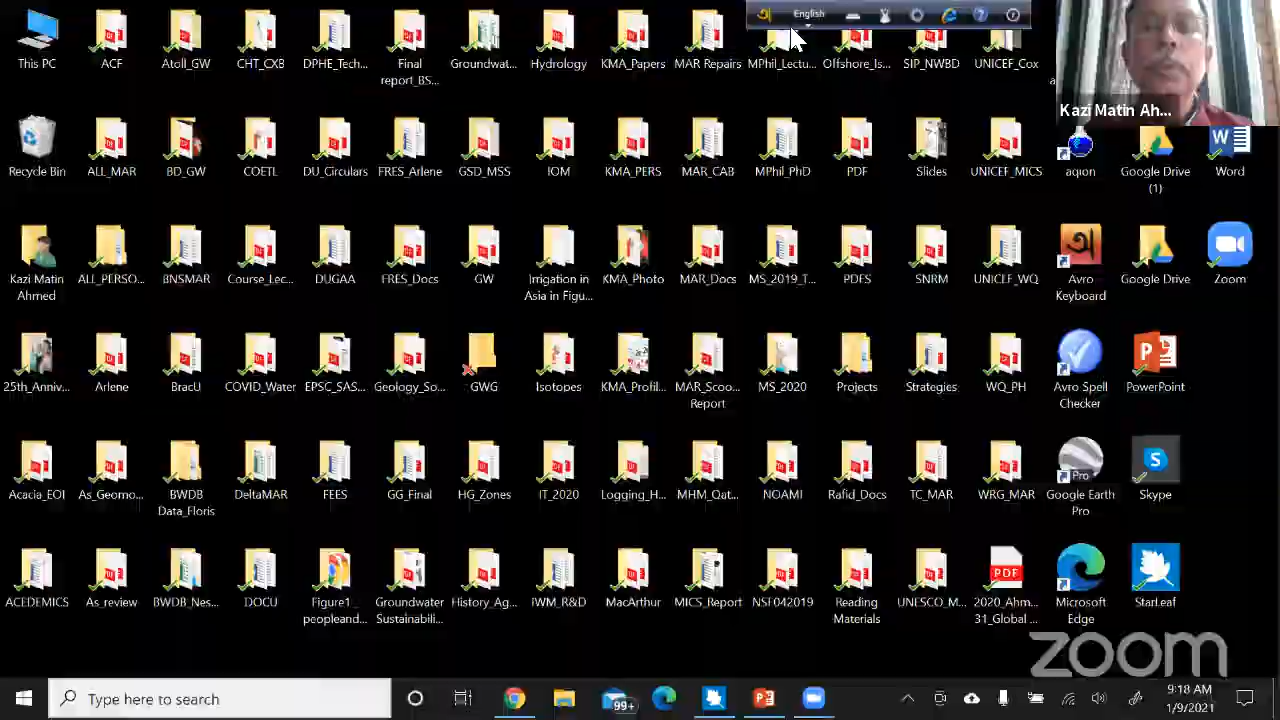 অ English
Kazi Matin Ah...
This PC
ACF
Atoll_GW
CHT_CXB
DPHE_Tech...
Final
report_BS...
Groundwat...
Hydrology
KMA_Papers
MAR Repairs
MPhil_Lectu...
Offshore_Is...
SIP_NWBD
UNICEF_Cox
Recycle Bin
ALL_MAR
BD_GW
COETL
DU_Circulars
FRES_Arlene
GSD_MSS
IOM
KMA_PERS
MAR_CAB
MPhil_PhD
PDF
Slides
UNICEF_MICS
aqion
Google Drive
(1)
Word
Kazi Matin
Ahmed
ALL_PERSO...
BNSMAR
Course_Lec...
DUGAA
FRES_Docs
GW
Irrigation in
Asia in Figu...
KMA_Photo
MAR_Docs
MS_2019_T...
PDFS
SNRM
UNICEF_WQ
অ
Avro
Keyboard
Google Drive
Zoom
25th_Anniv...
Arlene
BracU
COVID_Water
EPSC_SAS...
Geology_So...
GWG
Isotopes
KMA_Profil...
MAR_Scoo...
Report
MS_2020
Projects
Strategies
WQ_PH
Avro Spell
Checker
PowerPoint
Acacia_EOI
As_Geomo...
BWDB
Data_Floris
DeltaMAR
FEES
GG_Final
HG_Zones
IT_2020
Logging_H...
MHM_Qat...
NOAMI
Rafid_Docs
TC_MAR
WRG_MAR
Pro
Google Earth
Pro
Skype
ACEDEMICS
As_review
BWDB_Nes...
DOCU
Figure1_
peopleand...
Groundwater
Sustainabili...
History_Ag...
IWM_R&D
MacArthur
MICS_Report
NSF042019
Reading
Materials
UNESCO_M...
PDF
2020_Ahm...
31_Global ...
Microsoft
Edge
StarLeaf
zoom
Type here to search
99+
9:18 AM
1/9/2021